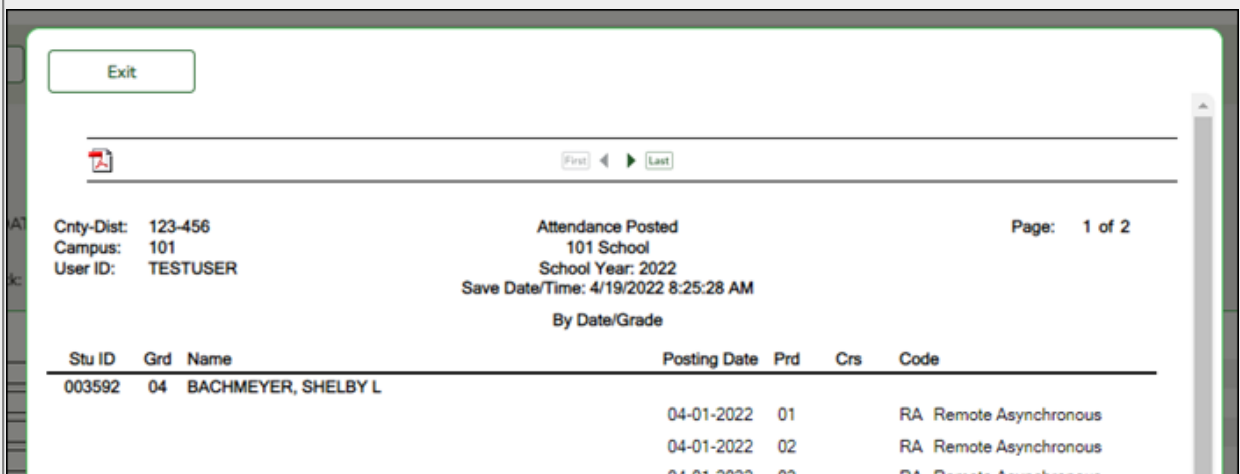 Exit
First Last
Cnty-Dist: 123-456 Attendance Posted Page: 1 of 2
Campus: 101 101 School
User ID: TESTUSER School Year: 2022
Save Date/Time: 4/19/2022 8:25:28 AM
By Date/Grade
Stu ID Grd Name Posting Date Prd Crs Code
003592 04 BACHMEYER, SHELBY L
04-01-2022 01 RA Remote Asynchronous
04-01-2022 02 RA Remote Asynchronous